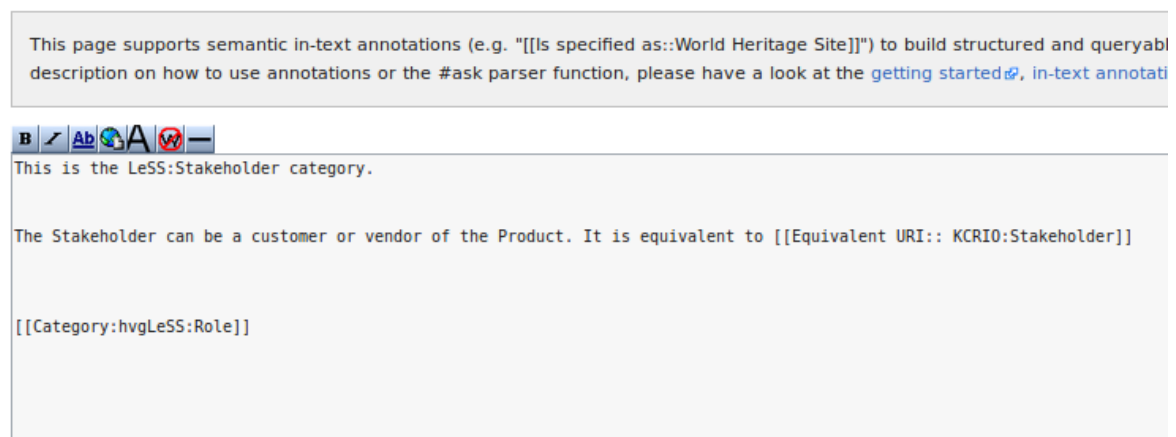 This page supports semantic in-text annotations (e.g. "[[Is specified as::World Heritage Site]]") to build structured and
description on how to use annotations or the #ask parser function, please have a look at the getting started, in-text
B I Ab A W
This is the LeSS:Stakeholder category.
The Stakeholder can be a customer or vendor of the Product. It is equivalent to [[Equivalent URI:: KCRIO:Stakeholder]]
[[Category:hvgLeSS:Role]]